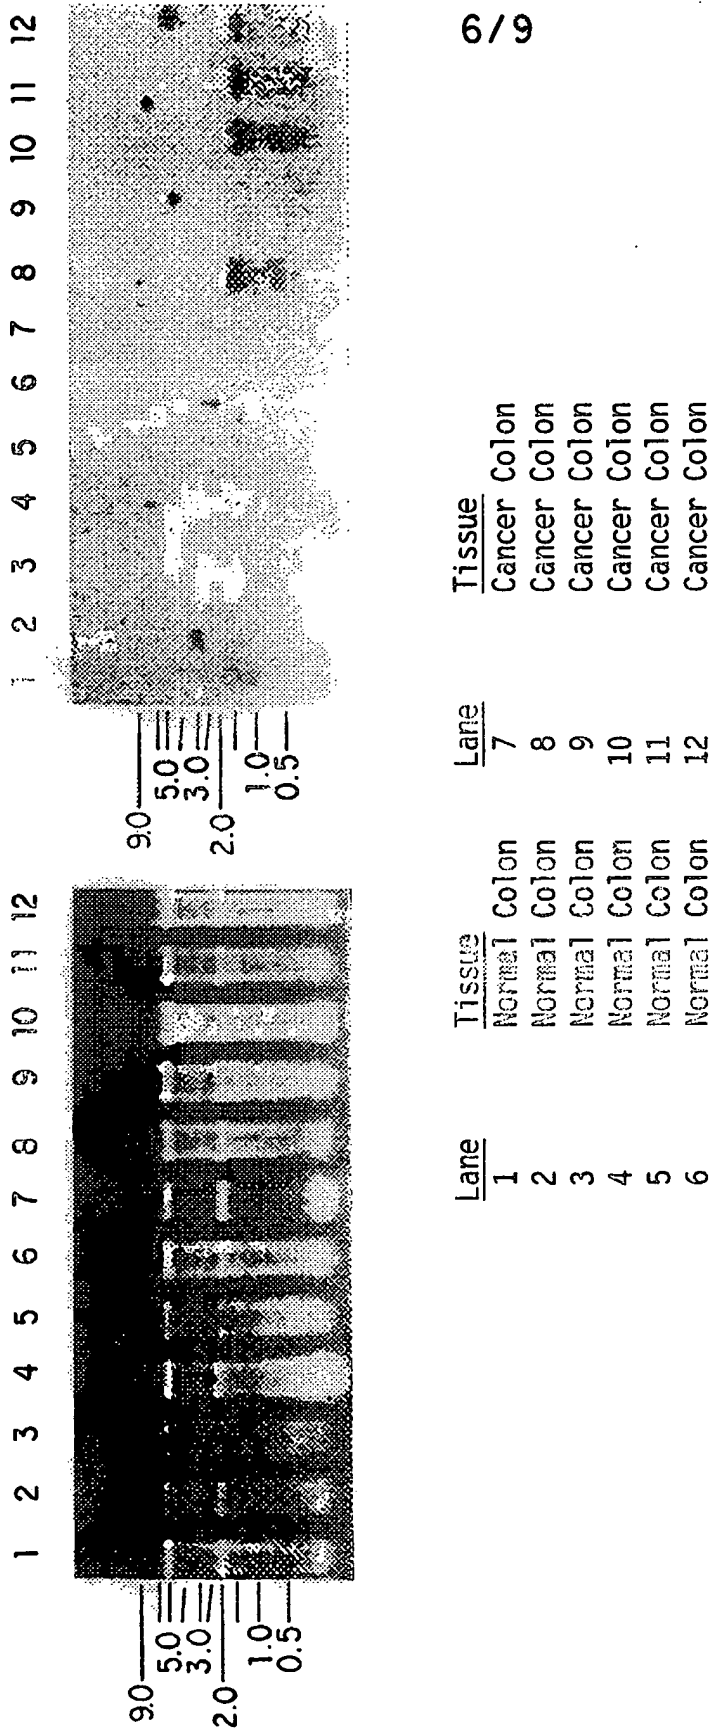 6/9
1 2 3 4 5 6 7 8 9 10 11 12
9.0
5.0
3.0
2.0
1.0
0.5
1 2 3 4 5 6 7 8 9 10 11 12
9.0
5.0
3.0
2.0
1.0
0.5
Lane Tissue Lane Tissue
1 Normal Colon 7 Cancer Colon
2 Normal Colon 8 Cancer Colon
3 Normal Colon 9 Cancer Colon
4 Normal Colon 10 Cancer Colon
5 Normal Colon 11 Cancer Colon
6 Normal Colon 12 Cancer Colon